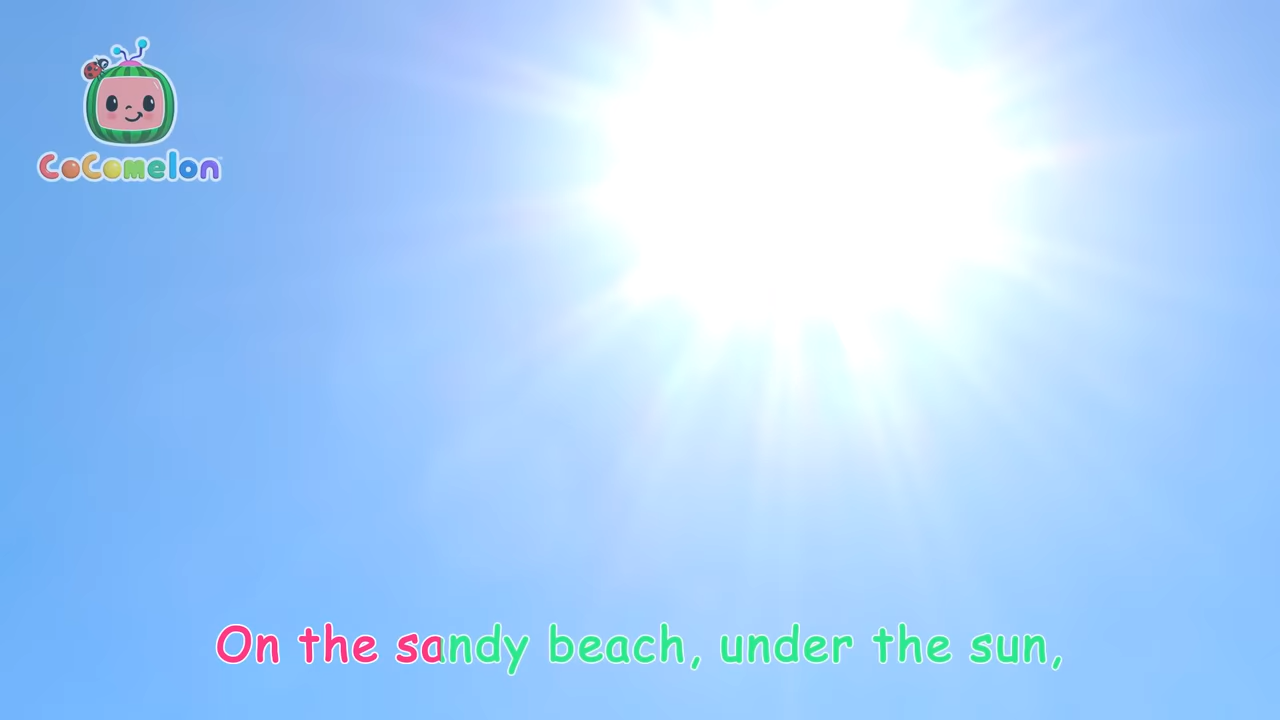 CoCoMelon
On the sandy beach, under the sun,